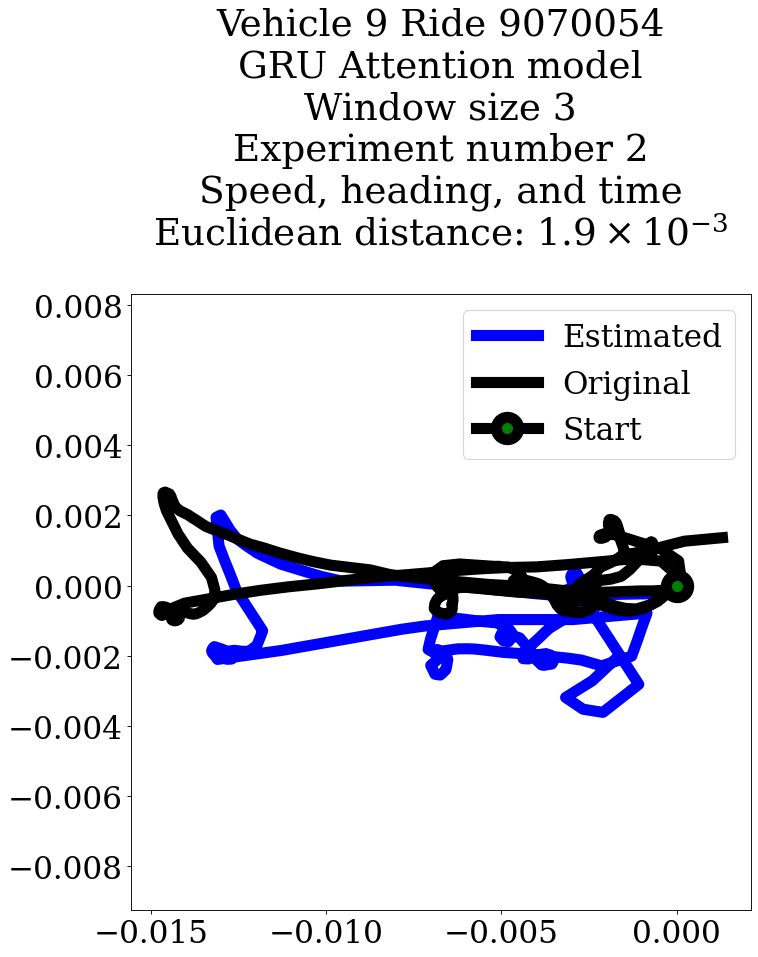 Vehicle 9 Ride 9070054
GRU Attention model
Window size 3
Experiment number 2
Speed, heading, and time
Euclidean distance: 1.9 × 10⁻³
Estimated
Original
Start
0.008
0.006
0.004
0.002
0.000
−0.002
−0.004
−0.006
−0.008
−0.015 −0.010 −0.005 0.000